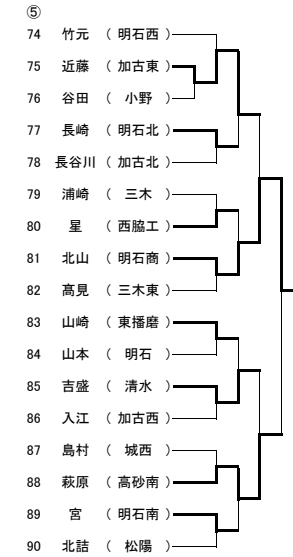 ⑤
74 竹元 （ 明石西 ）
75 近藤 （ 加古東 ）
76 谷田 （ 小野 ）
77 長崎 （ 明石北 ）
78 長谷川 （ 加古北 ）
79 浦崎 （ 三木 ）
80 星 （ 西脇工 ）
81 北山 （ 明石商 ）
82 髙見 （ 三木東 ）
83 山崎 （ 東播磨 ）
84 山本 （ 明石 ）
85 吉盛 （ 清水 ）
86 入江 （ 加古西 ）
87 島村 （ 城西 ）
88 萩原 （ 高砂南 ）
89 宮 （ 明石南 ）
90 北詰 （ 松陽 ）